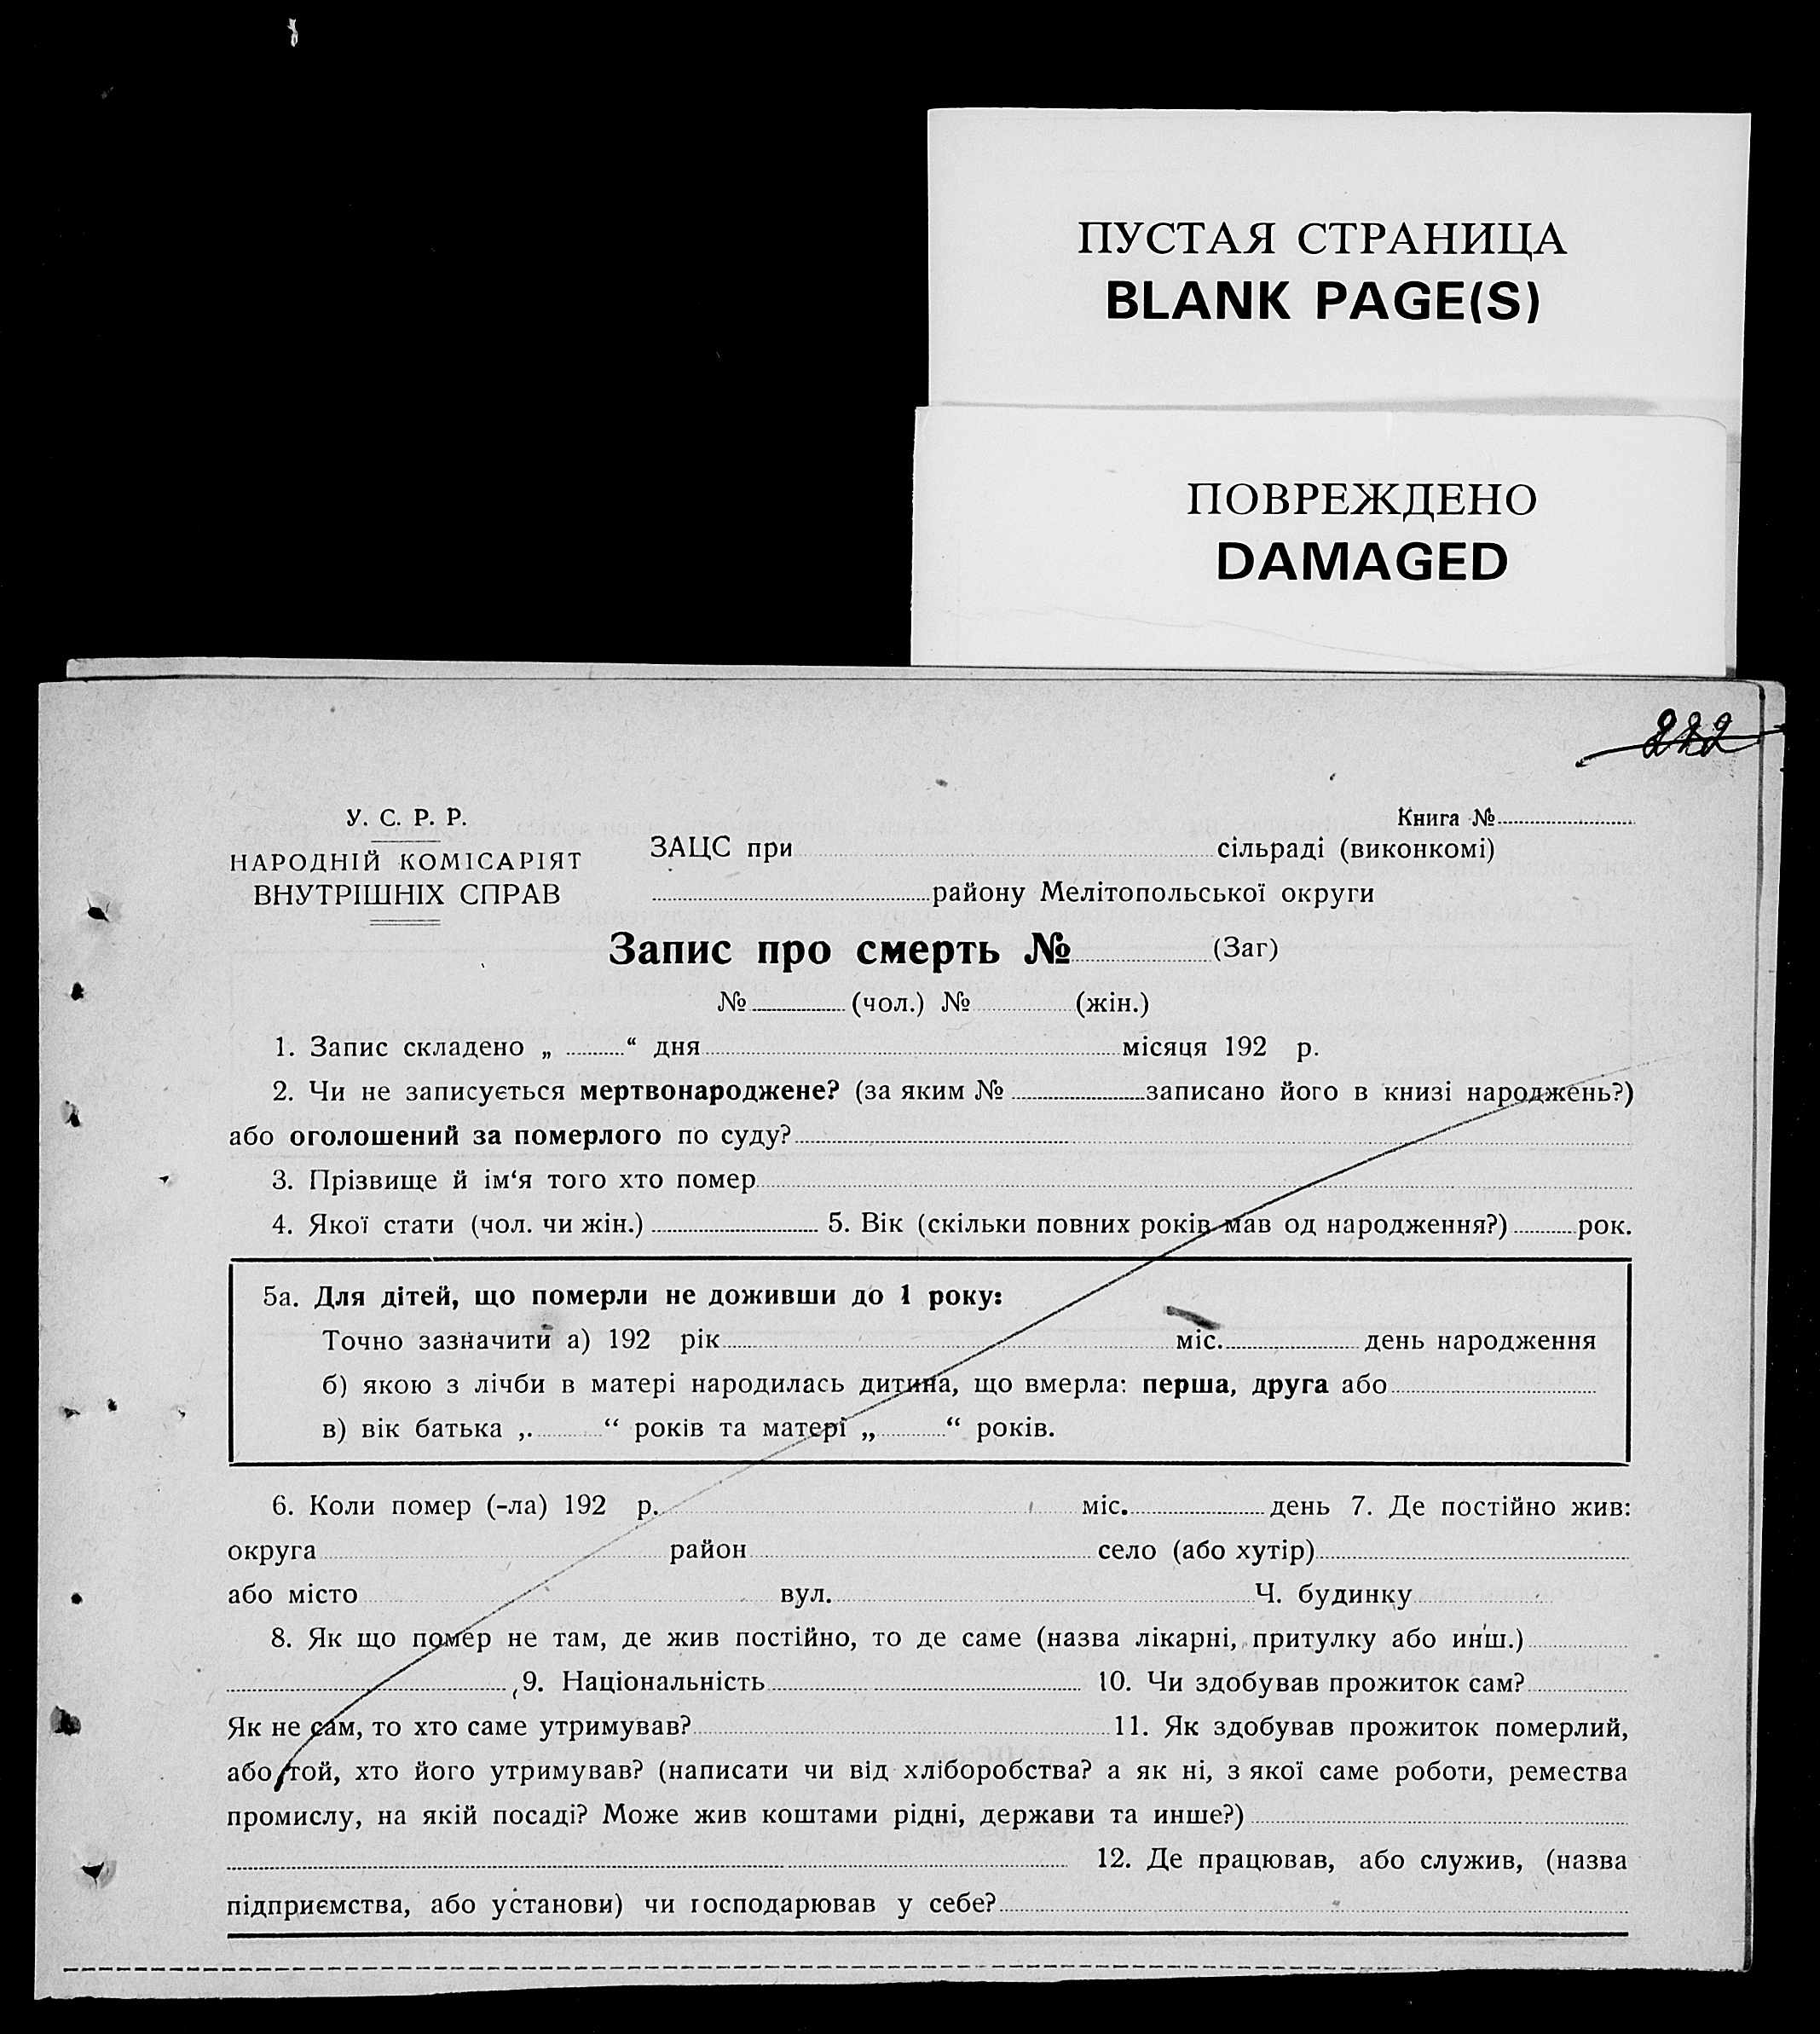 ПУСТАЯ СТРАНИЦА
BLANK PAGE(S)
ПОВРЕЖДЕНО
DAMAGED
222
У. С. Р. Р.
НАРОДНІЙ КОМІСАРІЯТ
ВНУТРІШНІХ СПРАВ
Книга №
ЗАЦС при сільраді (виконкомі)
району Мелітопольської округи
Запис про смерть № (Заг)
№ (чол.) № (жін.)
1. Запис складено „ “ дня місяця 192 р.
2. Чи не записується мертвонароджене? (за яким № записано його в книзі народжень?)
або оголошений за померлого по суду?
3. Прізвище й ім‘я того хто помер
4. Якої стати (чол. чи жін.) 5. Вік (скільки повних років мав од народження?) рок.
5а. Для дітей, що померли не доживши до 1 року:
Точно зазначити а) 192 рік міс. день народження
б) якою з лічби в матері народилась дитина, що вмерла: перша, друга або
в) вік батька „ “ років та матері „ “ років.
6. Коли помер (-ла) 192 р. міс. день 7. Де постійно жив:
округа район село (або хутір)
або місто вул. Ч. будинку
8. Як що помер не там, де жив постійно, то де саме (назва лікарні, притулку або инш.)
9. Національність 10. Чи здобував прожиток сам?
Як не сам, то хто саме утримував? 11. Як здобував прожиток померлий,
або той, хто його утримував? (написати чи від хліборобства? а як ні, з якої саме роботи, ремества
промислу, на якій посаді? Може жив коштами рідні, держави та инше?)
12. Де працював, або служив, (назва
підприємства, або установи) чи господарював у себе?